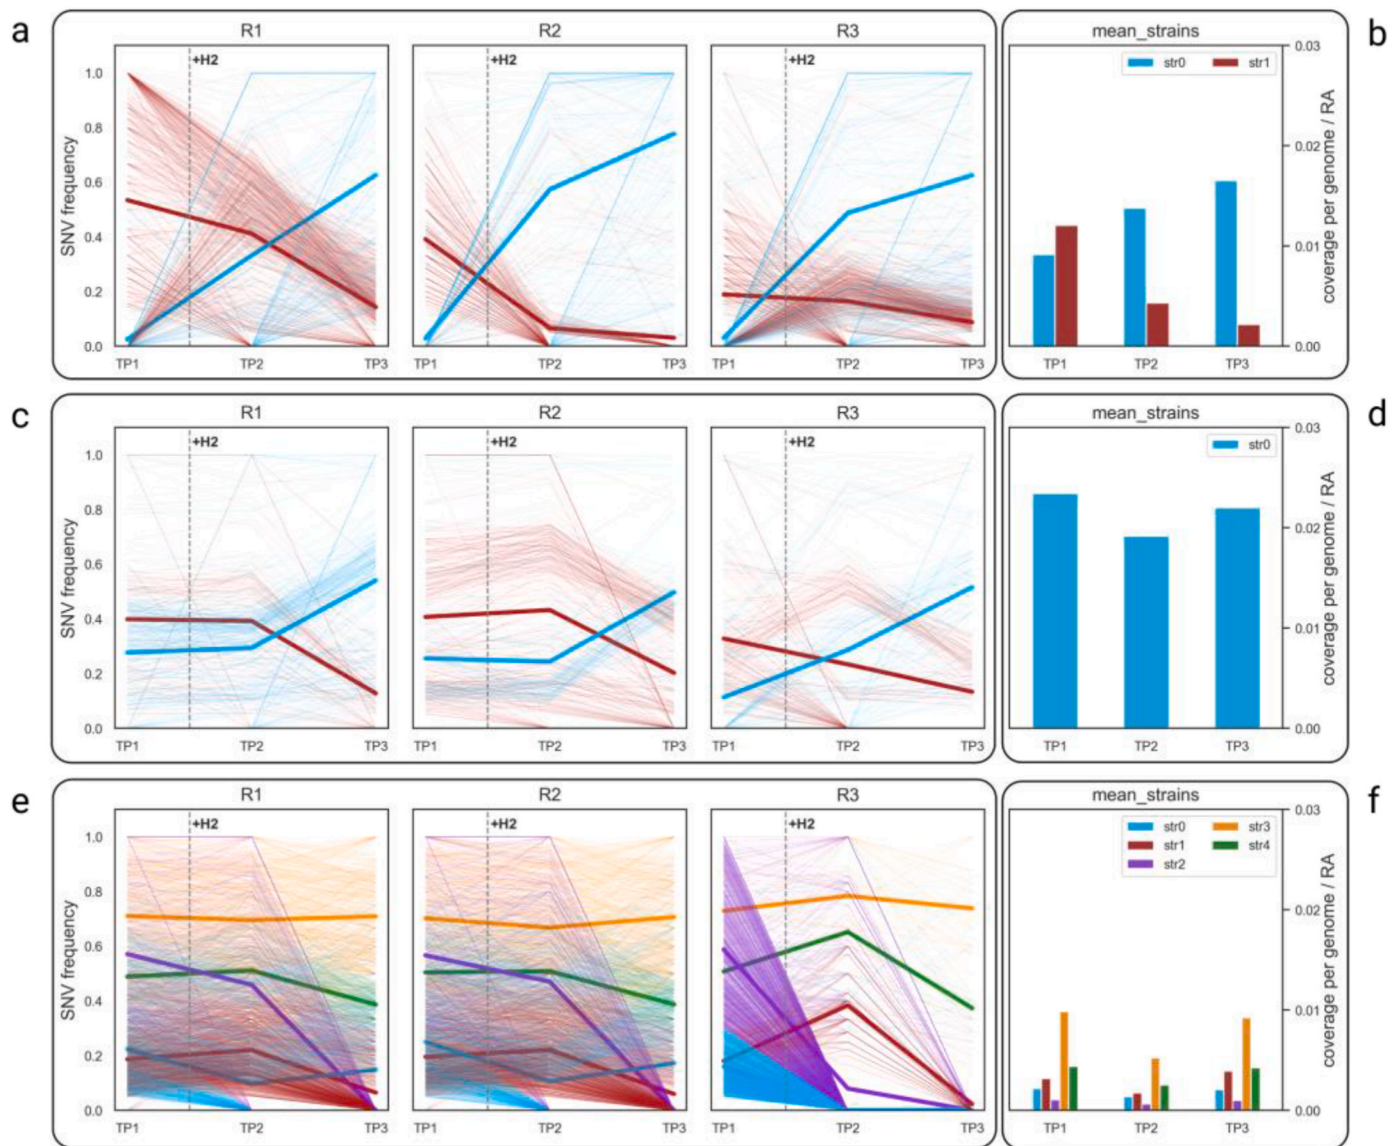 a
R1
R2
R3
mean_strains
b
+H2
+H2
+H2
str0
str1
SNV frequency
1.0
0.8
0.6
0.4
0.2
0.0
TP1
TP2
TP3
TP1
TP2
TP3
TP1
TP2
TP3
TP1
TP2
TP3
0.03
0.02
0.01
0.00
coverage per genome / RA
c
R1
R2
R3
mean_strains
d
+H2
+H2
+H2
str0
SNV frequency
1.0
0.8
0.6
0.4
0.2
0.0
TP1
TP2
TP3
TP1
TP2
TP3
TP1
TP2
TP3
TP1
TP2
TP3
0.03
0.02
0.01
0.00
coverage per genome / RA
e
R1
R2
R3
mean_strains
f
+H2
+H2
+H2
str0
str1
str2
str3
str4
SNV frequency
1.0
0.8
0.6
0.4
0.2
0.0
TP1
TP2
TP3
TP1
TP2
TP3
TP1
TP2
TP3
TP1
TP2
TP3
0.03
0.02
0.01
0.00
coverage per genome / RA